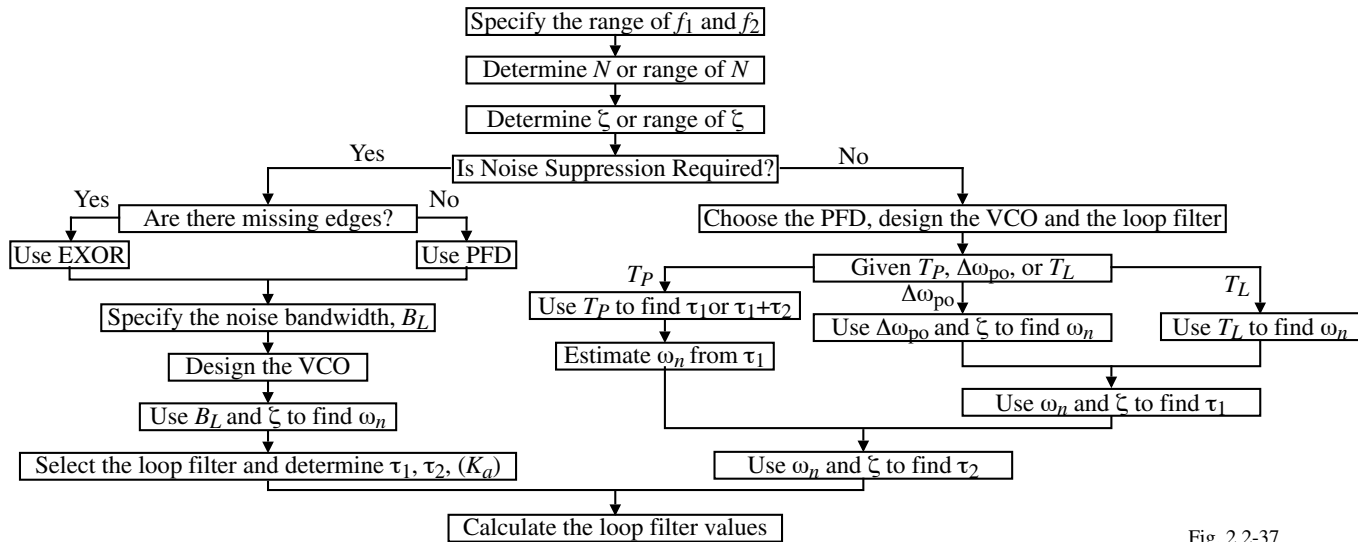 Specify the range of f1 and f2
Determine N or range of N
Determine ζ or range of ζ
Yes
Is Noise Suppression Required?
No
Yes
Are there missing edges?
No
Choose the PFD, design the VCO and the loop filter
Use EXOR
Use PFD
Given TP, Δωpo, or TL
TP
Δωpo
TL
Use TP to find τ1or τ1+τ2
Specify the noise bandwidth, BL
Use Δωpo and ζ to find ωn
Use TL to find ωn
Estimate ωn from τ1
Design the VCO
Use BL and ζ to find ωn
Use ωn and ζ to find τ1
Select the loop filter and determine τ1, τ2, (Ka)
Use ωn and ζ to find τ2
Calculate the loop filter values
Fig. 2.2-37